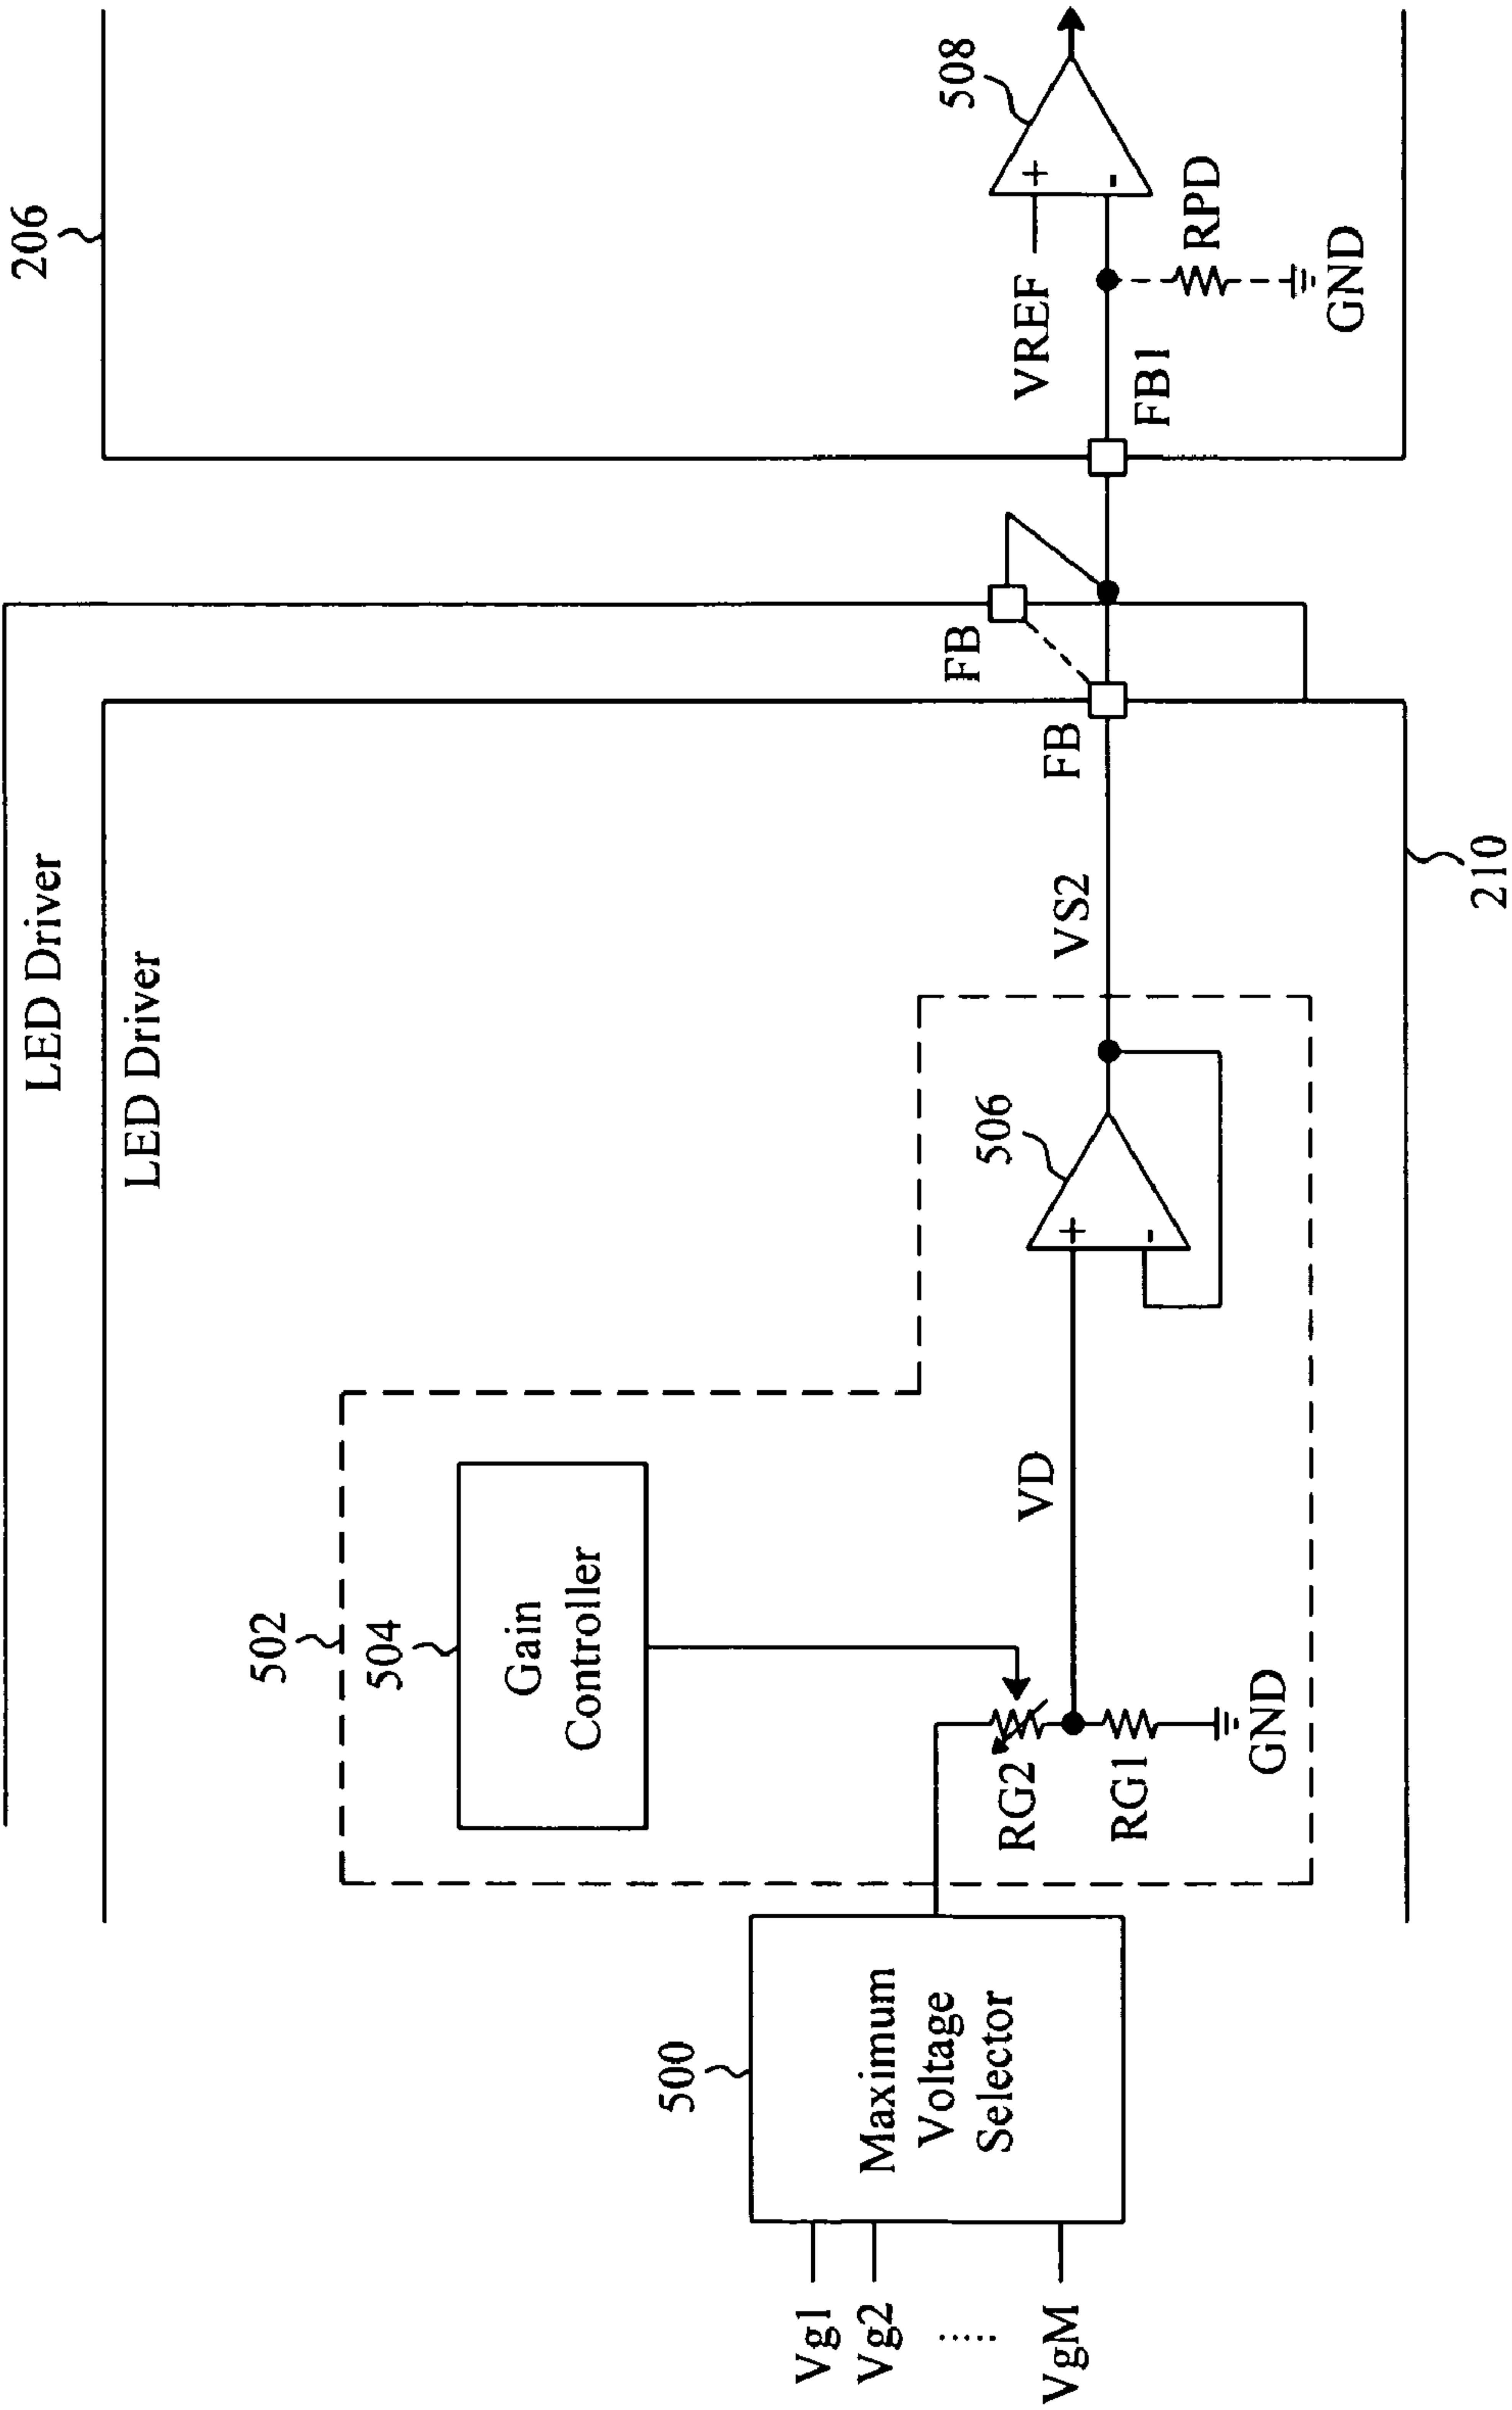 LED Driver
LED Driver
206
502
504
Gain
Controller
500
Maximum
Voltage
Selector
Vg1
Vg2
......
VgM
RG2
RG1
GND
VD
506
+
-
VS2
FB
FB
210
FB1
VREF
508
+
-
RPD
GND